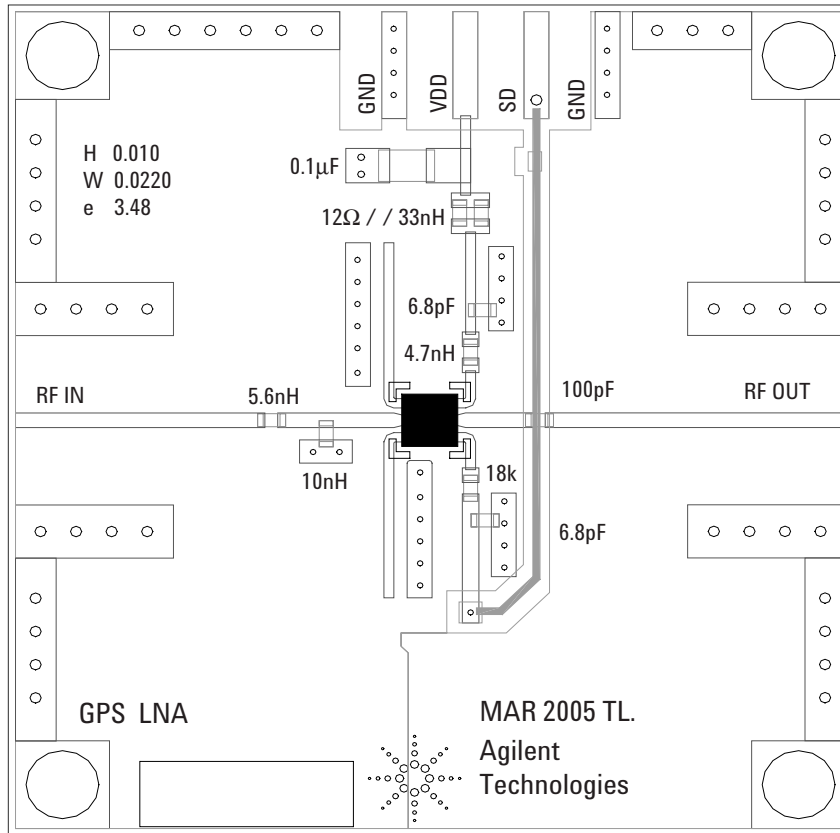 GND
VDD
SD
GND
H 0.010
W 0.0220
e 3.48
0.1μF
12Ω / / 33nH
6.8pF
4.7nH
RF IN
5.6nH
100pF
RF OUT
10nH
18k
6.8pF
GPS LNA
MAR 2005 TL.
Agilent
Technologies